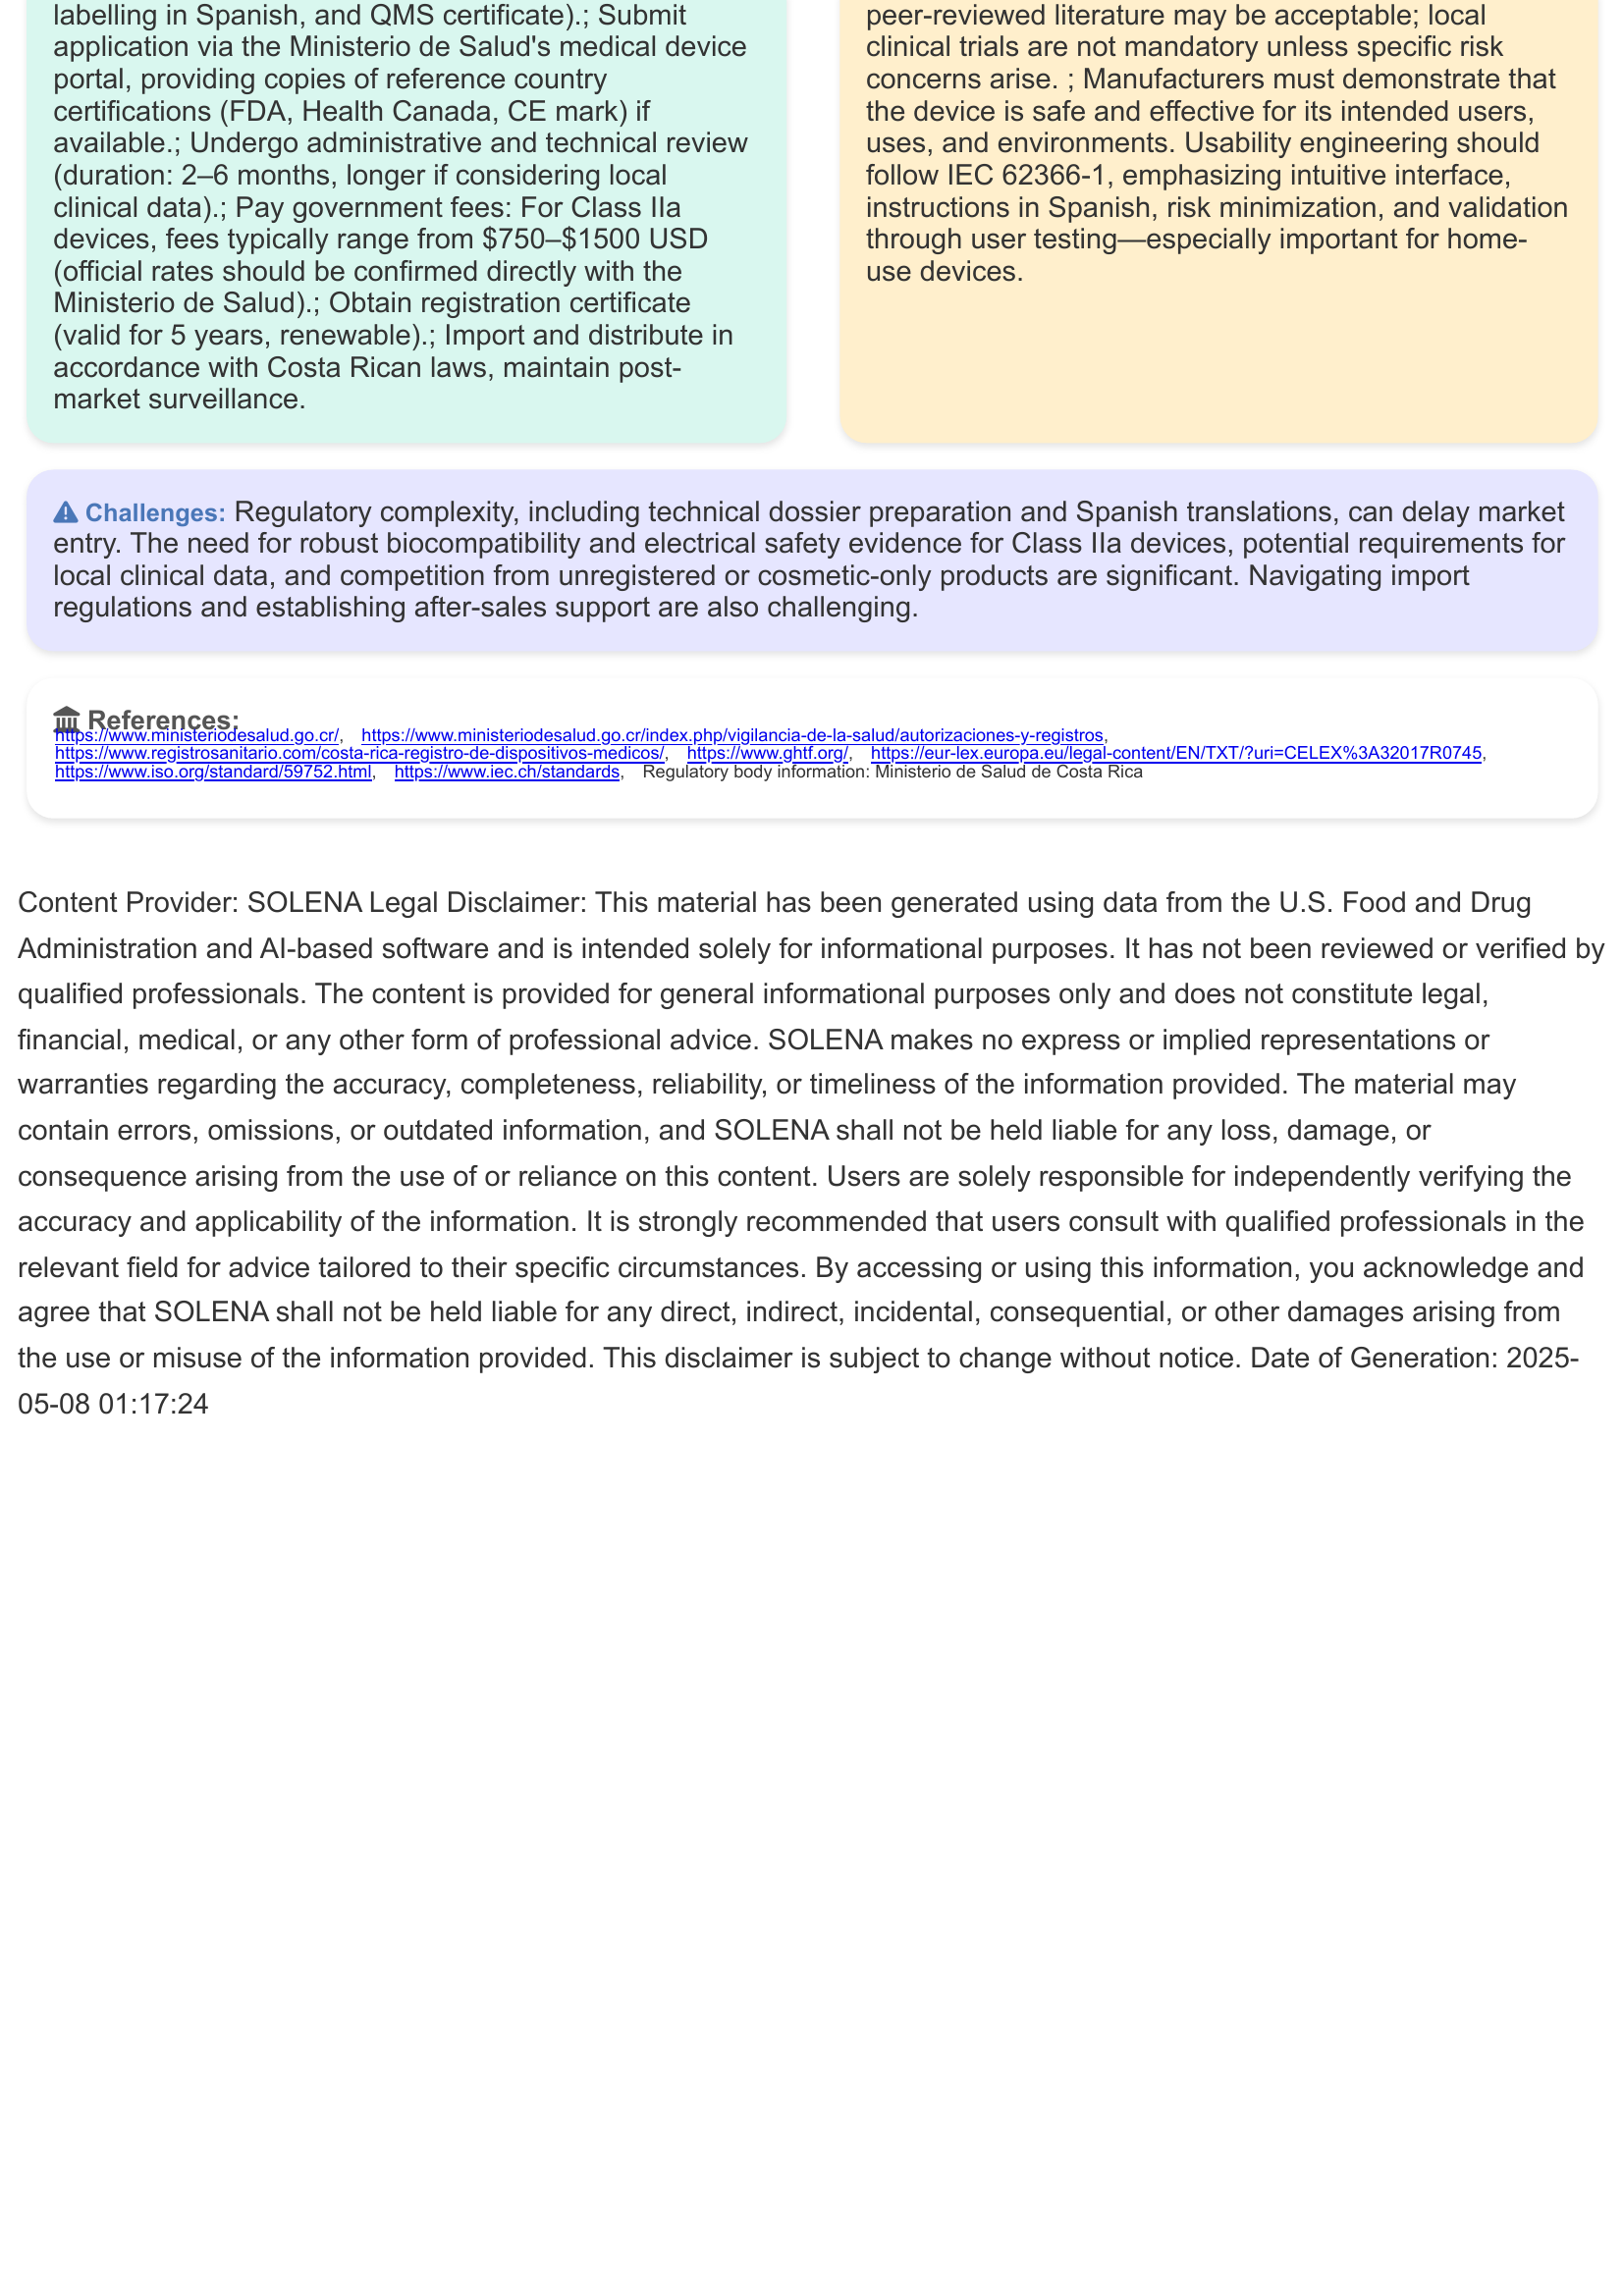 labelling in Spanish, and QMS certificate).; Submit
application via the Ministerio de Salud's medical device
portal, providing copies of reference country
certifications (FDA, Health Canada, CE mark) if
available.; Undergo administrative and technical review
(duration: 2–6 months, longer if considering local
clinical data).; Pay government fees: For Class IIa
devices, fees typically range from $750–$1500 USD
(official rates should be confirmed directly with the
Ministerio de Salud).; Obtain registration certificate
(valid for 5 years, renewable).; Import and distribute in
accordance with Costa Rican laws, maintain post-
market surveillance.
peer-reviewed literature may be acceptable; local
clinical trials are not mandatory unless specific risk
concerns arise. ; Manufacturers must demonstrate that
the device is safe and effective for its intended users,
uses, and environments. Usability engineering should
follow IEC 62366-1, emphasizing intuitive interface,
instructions in Spanish, risk minimization, and validation
through user testing—especially important for home-
use devices.
Challenges: Regulatory complexity, including technical dossier preparation and Spanish translations, can delay market
entry. The need for robust biocompatibility and electrical safety evidence for Class IIa devices, potential requirements for
local clinical data, and competition from unregistered or cosmetic-only products are significant. Navigating import
regulations and establishing after-sales support are also challenging.
References:
https://www.ministeriodesalud.go.cr/, https://www.ministeriodesalud.go.cr/index.php/vigilancia-de-la-salud/autorizaciones-y-registros,
https://www.registrosanitario.com/costa-rica-registro-de-dispositivos-medicos/, https://www.ghtf.org/, https://eur-lex.europa.eu/legal-content/EN/TXT/?uri=CELEX%3A32017R0745,
https://www.iso.org/standard/59752.html, https://www.iec.ch/standards, Regulatory body information: Ministerio de Salud de Costa Rica
Content Provider: SOLENA Legal Disclaimer: This material has been generated using data from the U.S. Food and Drug
Administration and AI-based software and is intended solely for informational purposes. It has not been reviewed or verified by
qualified professionals. The content is provided for general informational purposes only and does not constitute legal,
financial, medical, or any other form of professional advice. SOLENA makes no express or implied representations or
warranties regarding the accuracy, completeness, reliability, or timeliness of the information provided. The material may
contain errors, omissions, or outdated information, and SOLENA shall not be held liable for any loss, damage, or
consequence arising from the use of or reliance on this content. Users are solely responsible for independently verifying the
accuracy and applicability of the information. It is strongly recommended that users consult with qualified professionals in the
relevant field for advice tailored to their specific circumstances. By accessing or using this information, you acknowledge and
agree that SOLENA shall not be held liable for any direct, indirect, incidental, consequential, or other damages arising from
the use or misuse of the information provided. This disclaimer is subject to change without notice. Date of Generation: 2025-
05-08 01:17:24